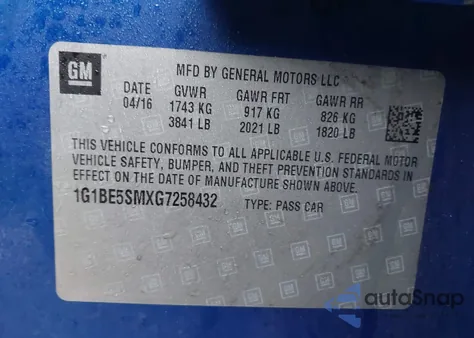 GM
MFD BY GENERAL MOTORS LLC
DATE GVWR GAWR FRT GAWR RR
04/16 1743 KG 917 KG 826 KG
3841 LB 2021 LB 1820 LB
THIS VEHICLE CONFORMS TO ALL APPLICABLE U.S. FEDERAL MOTOR
VEHICLE SAFETY, BUMPER, AND THEFT PREVENTION STANDARDS IN
EFFECT ON THE DATE OF MANUFACTURE SHOWN ABOVE.
1G1BE5SMXG7258432 TYPE: PASS CAR
autoSnap